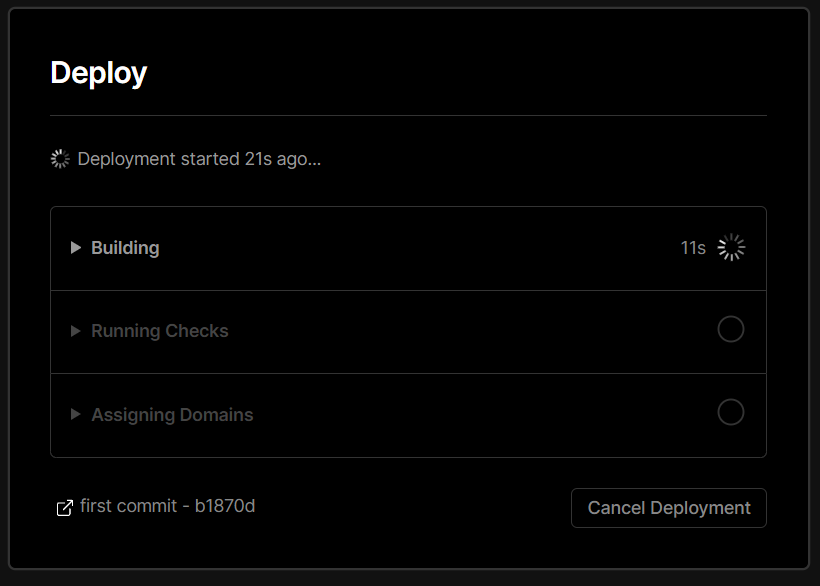 Deploy
Deployment started 21s ago...
Building 11s
Running Checks
Assigning Domains
first commit - b1870d
Cancel Deployment